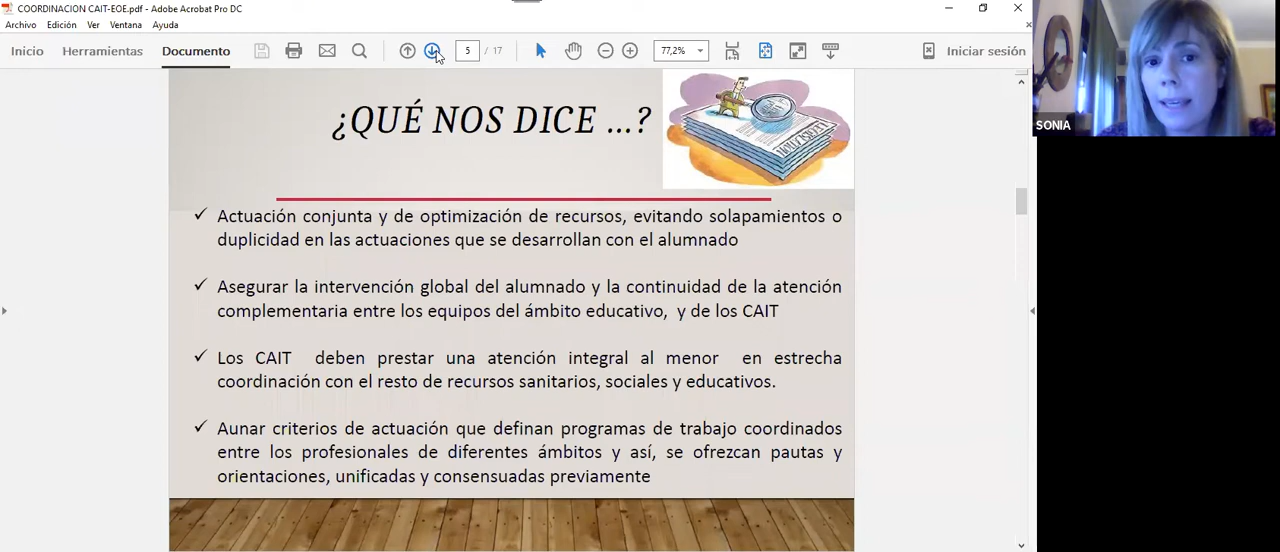 COORDINACION CAIT-EOE.pdf - Adobe Acrobat Pro DC
Archivo Edición Ver Ventana Ayuda
Inicio Herramientas Documento 5 / 17 77,2% Iniciar sesión
¿QUÉ NOS DICE ...?
SONIA
✓ Actuación conjunta y de optimización de recursos, evitando solapamientos o
duplicidad en las actuaciones que se desarrollan con el alumnado
✓ Asegurar la intervención global del alumnado y la continuidad de la atención
complementaria entre los equipos del ámbito educativo, y de los CAIT
✓ Los CAIT deben prestar una atención integral al menor en estrecha
coordinación con el resto de recursos sanitarios, sociales y educativos.
✓ Aunar criterios de actuación que definan programas de trabajo coordinados
entre los profesionales de diferentes ámbitos y así, se ofrezcan pautas y
orientaciones, unificadas y consensuadas previamente